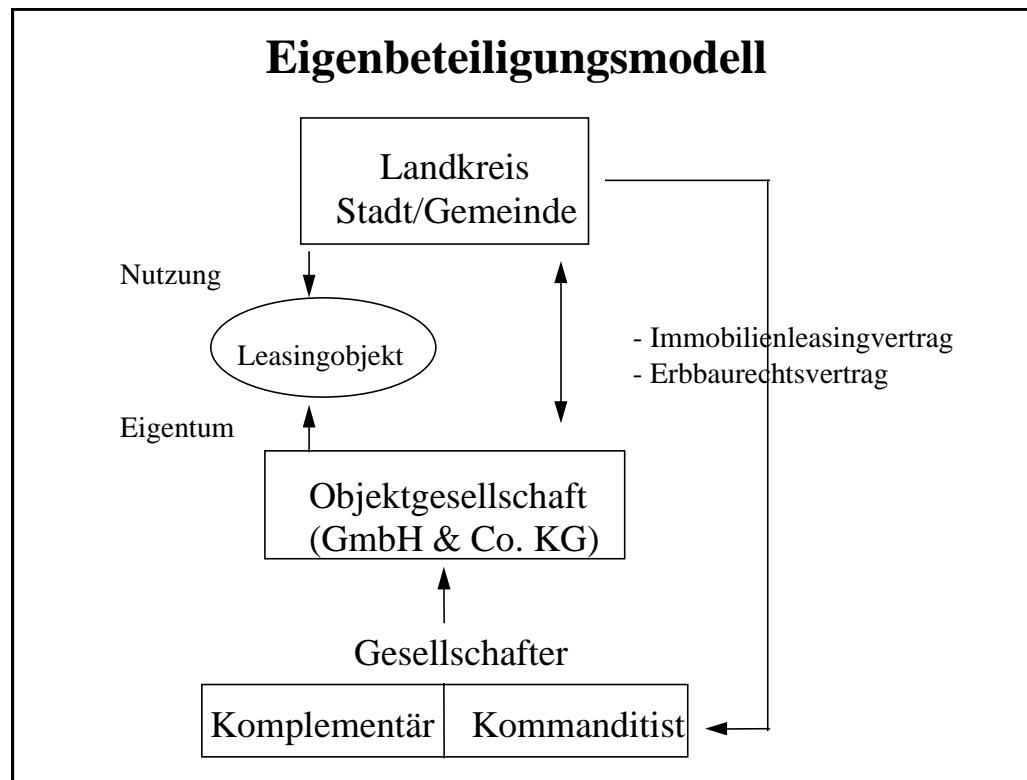 Eigenbeteiligungsmodell
Landkreis
Stadt/Gemeinde
Nutzung
Leasingobjekt
- Immobilienleasingvertrag
- Erbbaurechtsvertrag
Eigentum
Objektgesellschaft
(GmbH & Co. KG)
Gesellschafter
Komplementär
Kommanditist